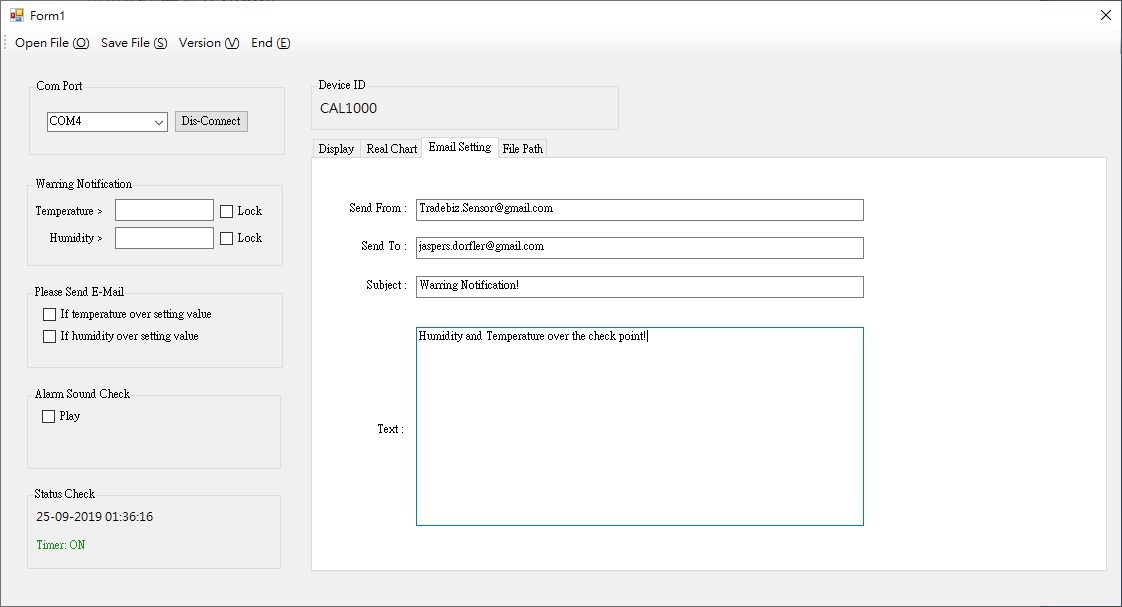 Form1
Open File (O) Save File (S) Version (V) End (E)
Com Port
COM4
Dis-Connect
Warring Notification
Temperature >
Lock
Humidity >
Lock
Please Send E-Mail
If temperature over setting value
If humidity over setting value
Alarm Sound Check
Play
Status Check
25-09-2019 01:36:16
Timer: ON
Device ID
CAL1000
Display Real Chart Email Setting File Path
Send From : Tradebiz.Sensor@gmail.com
Send To : jaspers.dorfler@gmail.com
Subject : Warring Notification!
Text : Humidity and Temperature over the check point!